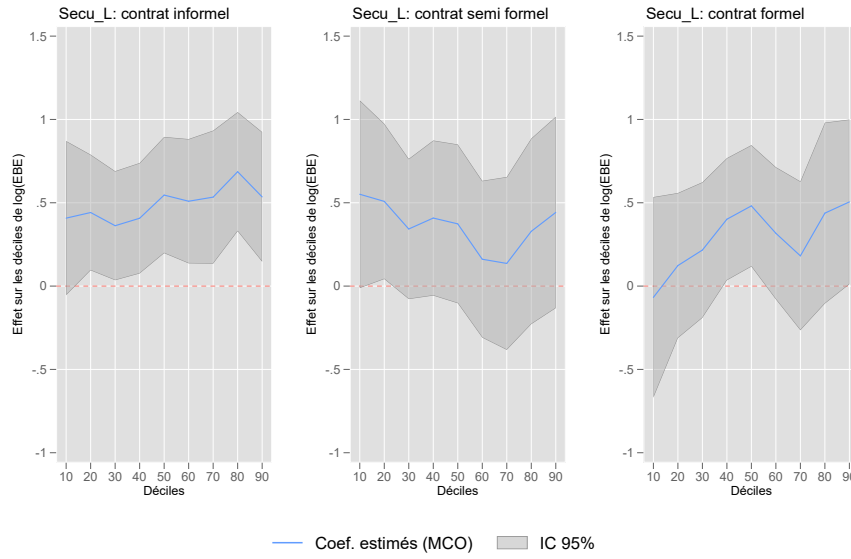 Secu_L: contrat informel
Effet sur les déciles de log(EBE)
1.5
1
.5
0
-.5
-1
10 20 30 40 50 60 70 80 90
Déciles
Secu_L: contrat semi formel
Effet sur les déciles de log(EBE)
1.5
1
.5
0
-.5
-1
10 20 30 40 50 60 70 80 90
Déciles
Secu_L: contrat formel
Effet sur les déciles de log(EBE)
1.5
1
.5
0
-.5
-1
10 20 30 40 50 60 70 80 90
Déciles
Coef. estimés (MCO) IC 95%